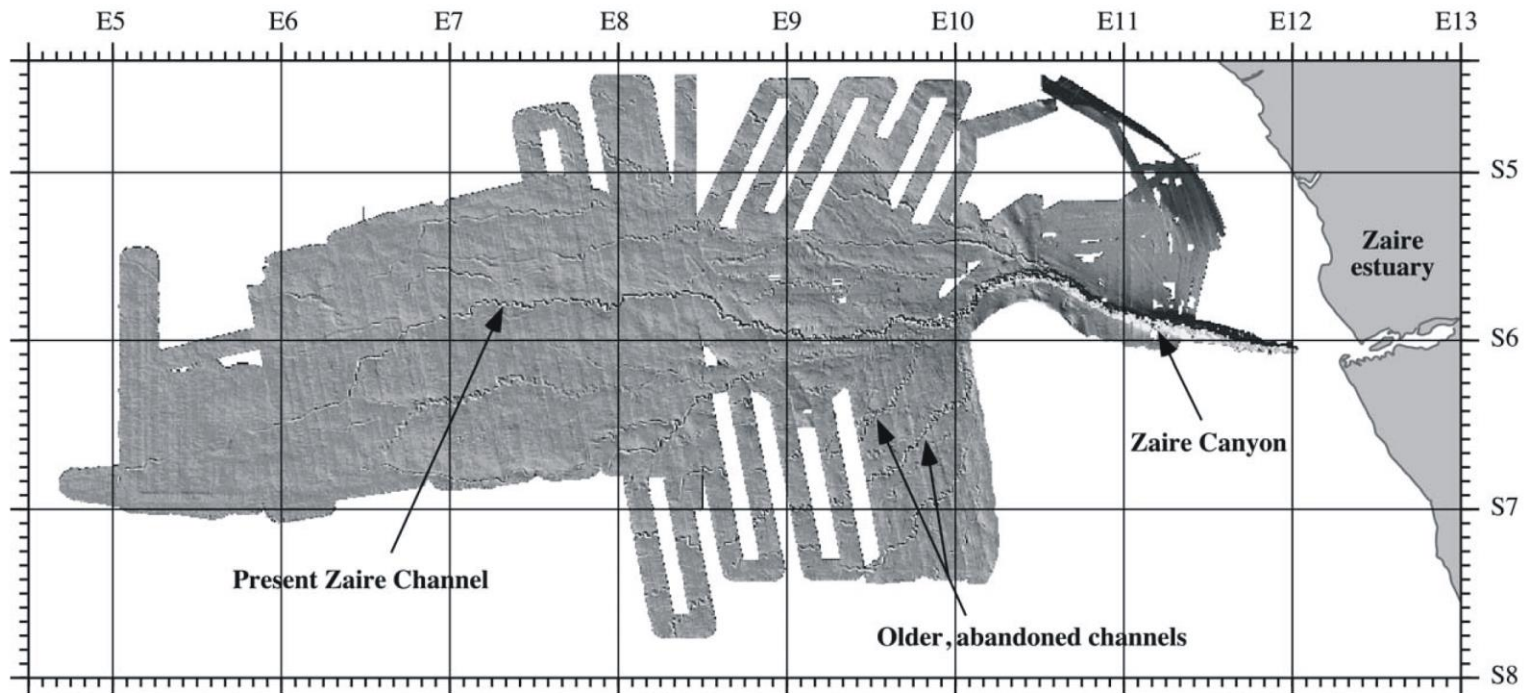 E5 E6 E7 E8 E9 E10 E11 E12 E13
S5
Zaire
estuary
S6
Zaire Canyon
S7
Present Zaire Channel
Older, abandoned channels
S8